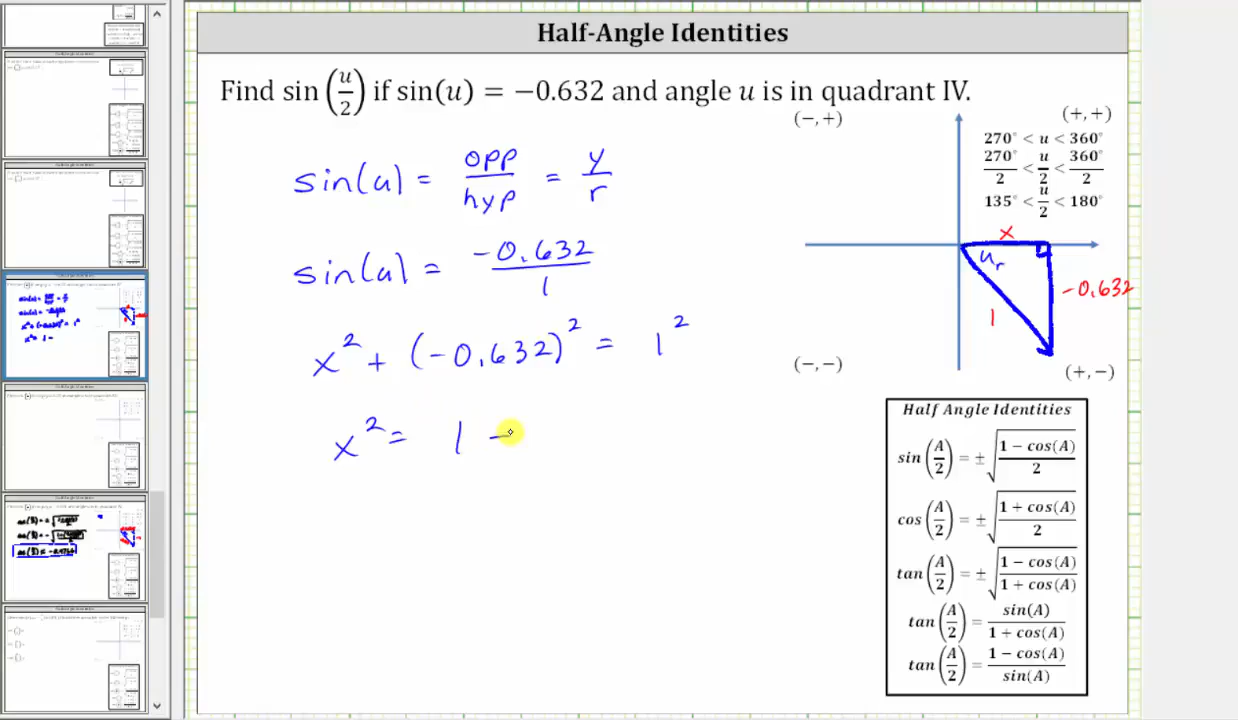 Half-Angle Identities
Find sin(u/2) if sin(u) = −0.632 and angle u is in quadrant IV.
(−,+)
(+,+)
270° < u < 360°
270°/2 < u/2 < 360°/2
135° < u/2 < 180°
sin(u) = opp/hyp = y/r
sin(u) = -0.632/1
x² + (-0.632)² = 1²
x² = 1 -
x
u_r
-0.632
1
(−,−)
(+,−)
Half Angle Identities
sin(A/2) = ±√((1 − cos(A))/2)
cos(A/2) = ±√((1 + cos(A))/2)
tan(A/2) = ±√((1 − cos(A))/(1 + cos(A)))
tan(A/2) = sin(A)/(1 + cos(A))
tan(A/2) = (1 − cos(A))/sin(A)